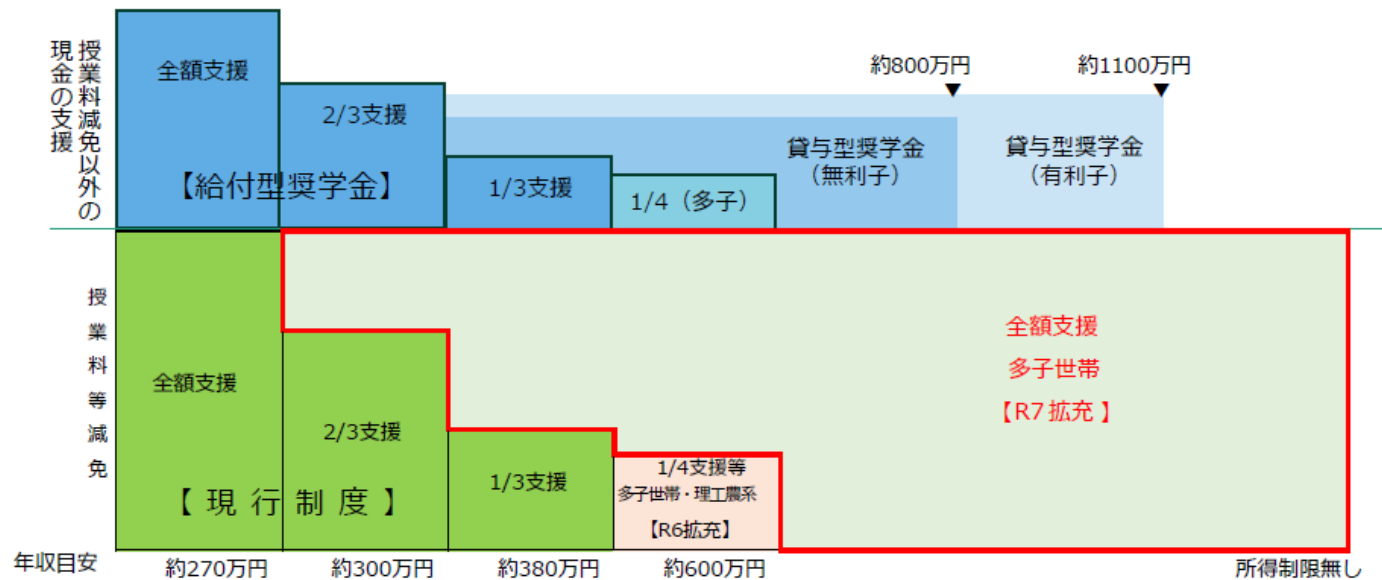 授業料減免以外の
現金の支援
全額支援
2/3支援
【給付型奨学金】
1/3支援
1/4（多子）
約800万円
▼
約1100万円
▼
貸与型奨学金
（無利子）
貸与型奨学金
（有利子）
授業料等減免
全額支援
2/3支援
【現行制度】
1/3支援
1/4支援等
多子世帯・理工農系
【R6拡充】
全額支援
多子世帯
【R7拡充】
年収目安
約270万円
約300万円
約380万円
約600万円
所得制限無し